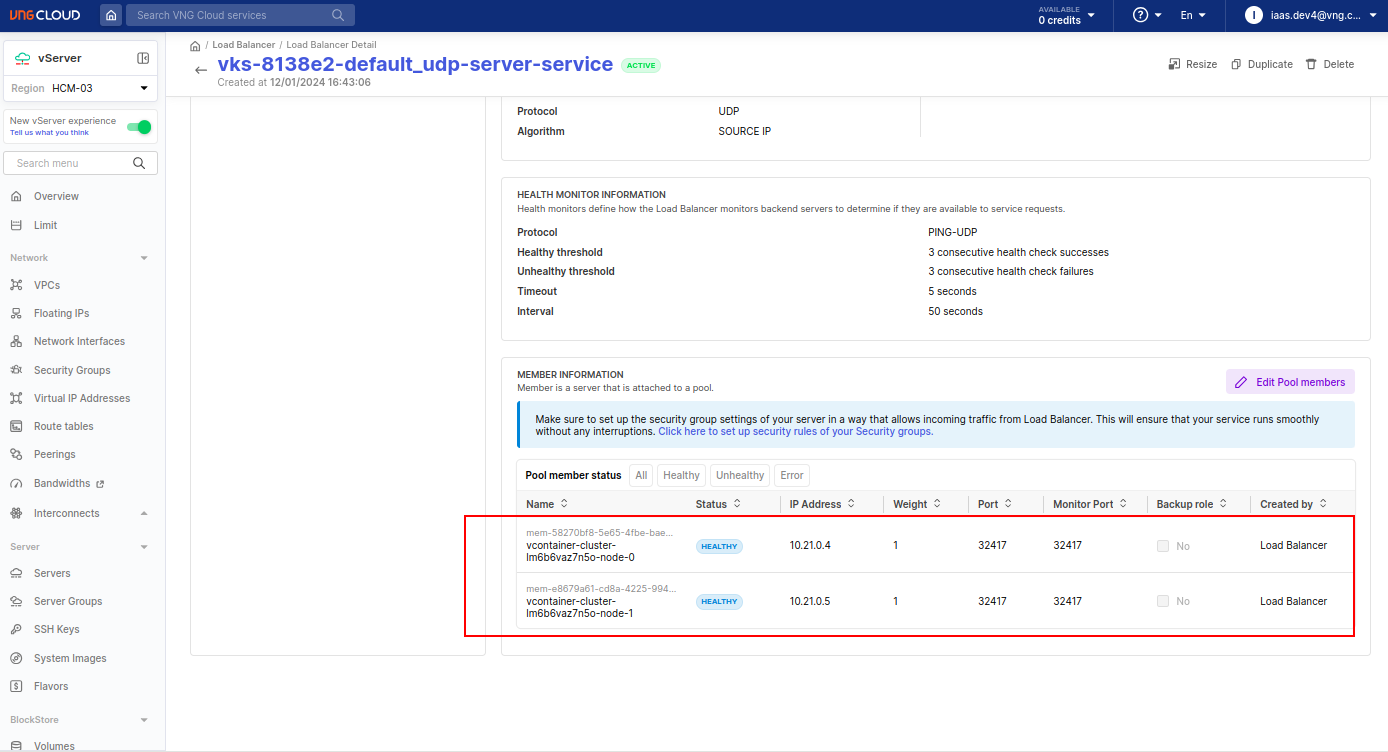 VNG CLOUD
Search VNG Cloud services
AVAILABLE
0 credits
?
En
I
iaas.dev4@vng.c...
vServer
Region HCM-03
New vServer experience
Tell us what you think
Search menu
Overview
Limit
Network
VPCs
Floating IPs
Network Interfaces
Security Groups
Virtual IP Addresses
Route tables
Peerings
Bandwidths
Interconnects
Server
Servers
Server Groups
SSH Keys
System Images
Flavors
BlockStore
Volumes
/ Load Balancer / Load Balancer Detail
vks-8138e2-default_udp-server-service ACTIVE
Created at 12/01/2024 16:43:06
Resize Duplicate Delete
Protocol UDP
Algorithm SOURCE IP
HEALTH MONITOR INFORMATION
Health monitors define how the Load Balancer monitors backend servers to determine if they are available to service requests.
Protocol PING-UDP
Healthy threshold 3 consecutive health check successes
Unhealthy threshold 3 consecutive health check failures
Timeout 5 seconds
Interval 50 seconds
MEMBER INFORMATION
Member is a server that is attached to a pool.
Edit Pool members
Make sure to set up the security group settings of your server in a way that allows incoming traffic from Load Balancer. This will ensure that your service runs smoothly
without any interruptions. Click here to set up security rules of your Security groups.
Pool member status All Healthy Unhealthy Error
Name Status IP Address Weight Port Monitor Port Backup role Created by
mem-58270bf8-5e65-4fbe-bae...
vcontainer-cluster-
lm6b6vaz7n5o-node-0
HEALTHY 10.21.0.4 1 32417 32417 No Load Balancer
mem-e8679a61-cd8a-4225-994...
vcontainer-cluster-
lm6b6vaz7n5o-node-1
HEALTHY 10.21.0.5 1 32417 32417 No Load Balancer